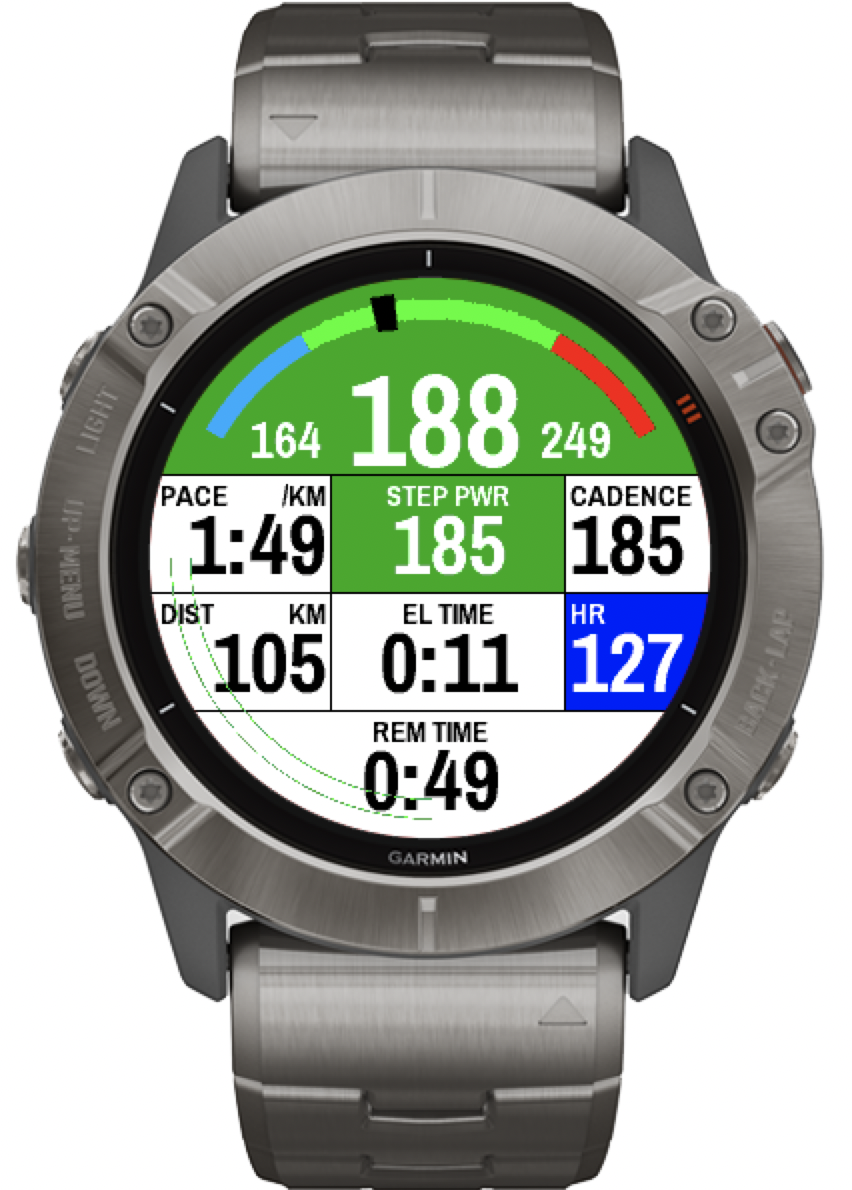 164 188 249
PACE /KM STEP PWR CADENCE
1:49 185 185
DIST KM EL TIME HR
105 0:11 127
REM TIME
0:49
GARMIN
LIGHT
UP·MENU
DOWN
BACK·LAP